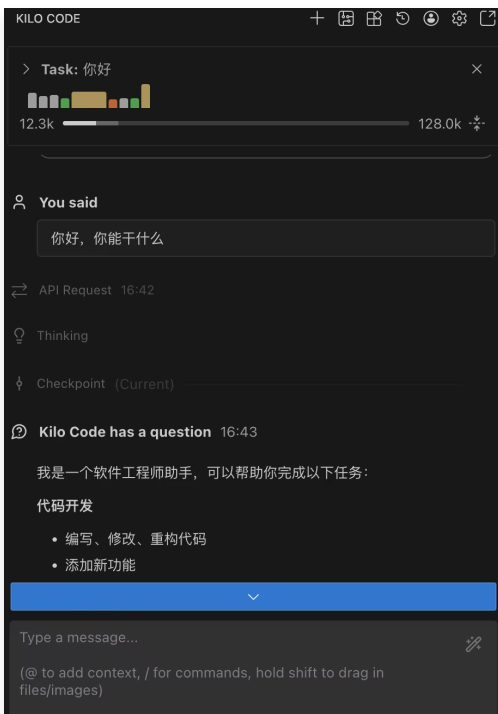 KILO CODE
Task: 你好
12.3k 128.0k
You said
你好，你能干什么
API Request 16:42
Thinking
Checkpoint (Current)
Kilo Code has a question 16:43
我是一个软件工程师助手，可以帮助你完成以下任务：
代码开发
• 编写、修改、重构代码
• 添加新功能
Type a message...
(@ to add context, / for commands, hold shift to drag in
files/images)